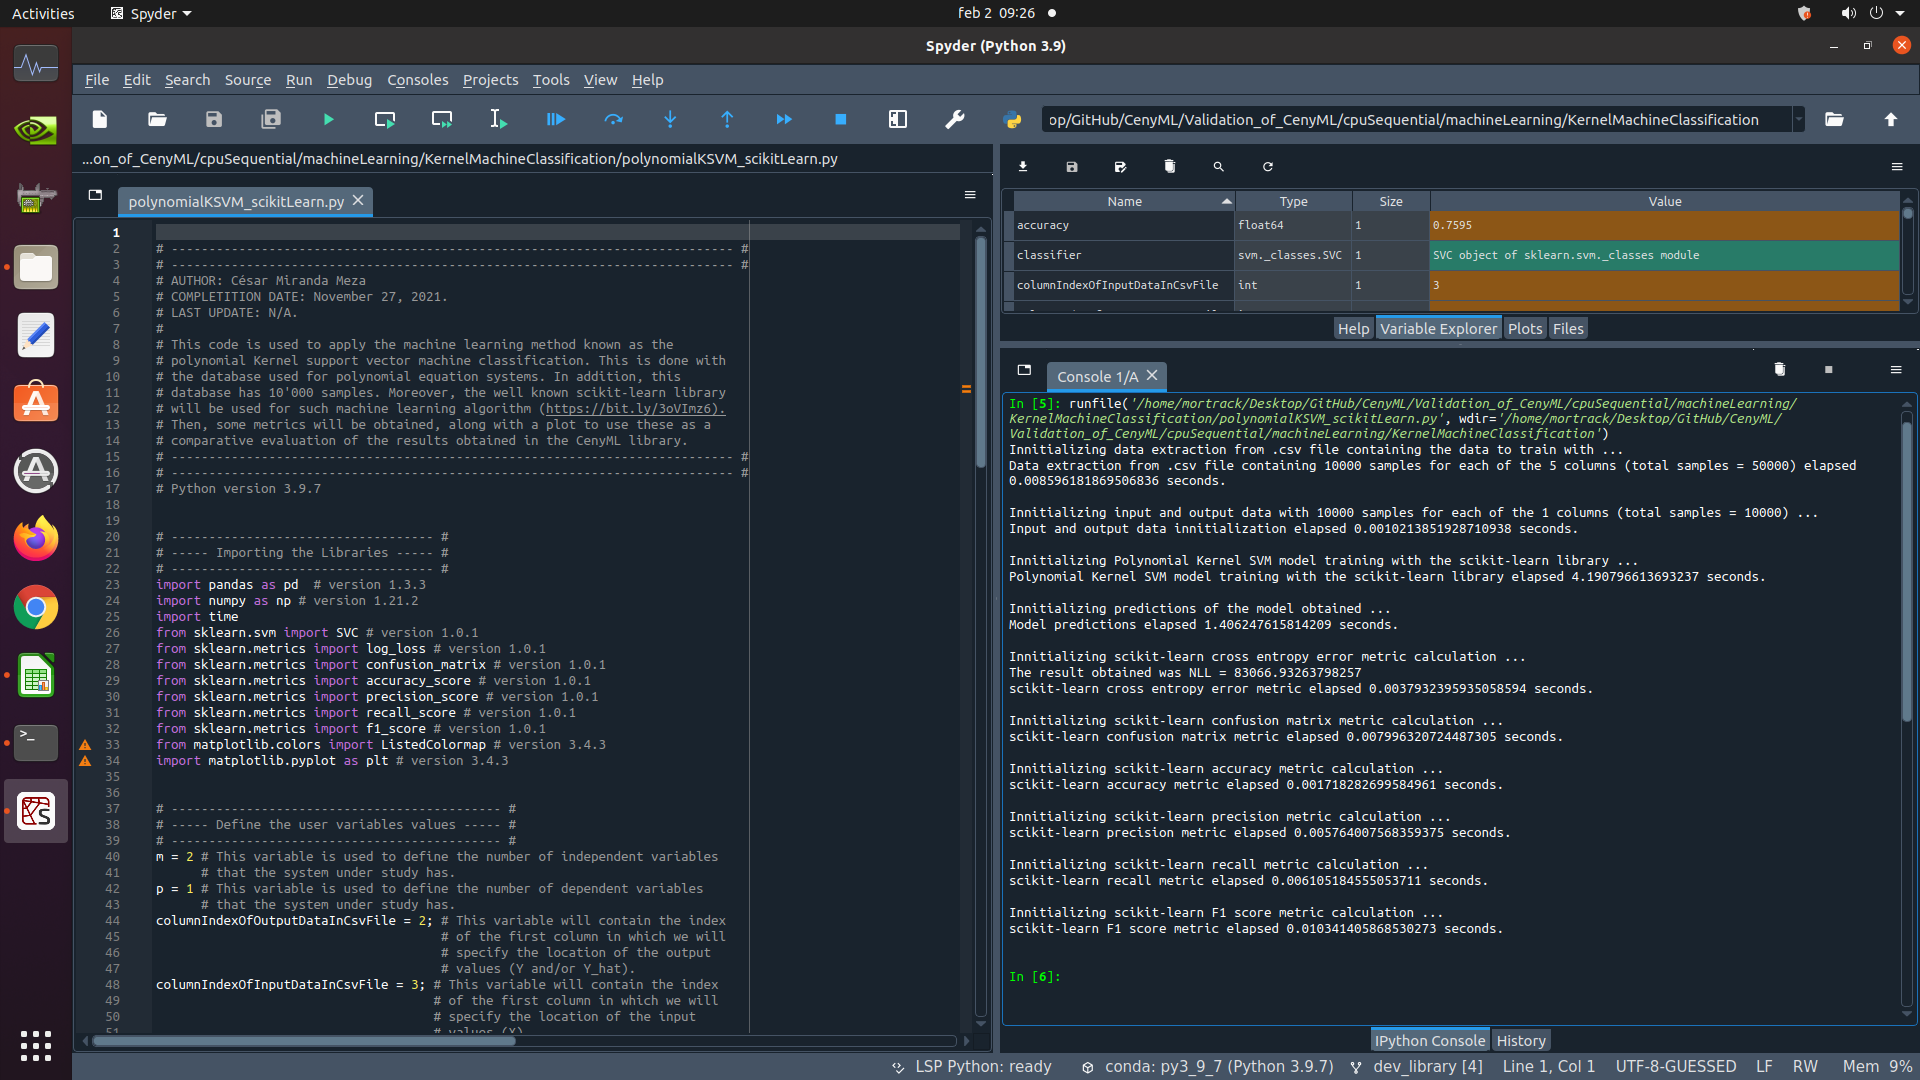 Activities
Spyder
feb 2 09:26
Spyder (Python 3.9)
File Edit Search Source Run Debug Consoles Projects Tools View Help
op/GitHub/CenyML/Validation_of_CenyML/cpuSequential/machineLearning/KernelMachineClassification
...on_of_CenyML/cpuSequential/machineLearning/KernelMachineClassification/polynomialKSVM_scikitLearn.py
polynomialKSVM_scikitLearn.py
1
2 # --------------------------------------------------------------------------- #
3 # --------------------------------------------------------------------------- #
4 # AUTHOR: César Miranda Meza
5 # COMPLETITION DATE: November 27, 2021.
6 # LAST UPDATE: N/A.
7 #
8 # This code is used to apply the machine learning method known as the
9 # polynomial Kernel support vector machine classification. This is done with
10 # the database used for polynomial equation systems. In addition, this
11 # database has 10'000 samples. Moreover, the well known scikit-learn library
12 # will be used for such machine learning algorithm (https://bit.ly/3oVImz6).
13 # Then, some metrics will be obtained, along with a plot to use these as a
14 # comparative evaluation of the results obtained in the CenyML library.
15 # --------------------------------------------------------------------------- #
16 # --------------------------------------------------------------------------- #
17 # Python version 3.9.7
18
19
20 # ----------------------------------- #
21 # ----- Importing the Libraries ----- #
22 # ----------------------------------- #
23 import pandas as pd  # version 1.3.3
24 import numpy as np # version 1.21.2
25 import time
26 from sklearn.svm import SVC # version 1.0.1
27 from sklearn.metrics import log_loss # version 1.0.1
28 from sklearn.metrics import confusion_matrix # version 1.0.1
29 from sklearn.metrics import accuracy_score # version 1.0.1
30 from sklearn.metrics import precision_score # version 1.0.1
31 from sklearn.metrics import recall_score # version 1.0.1
32 from sklearn.metrics import f1_score # version 1.0.1
33 from matplotlib.colors import ListedColormap # version 3.4.3
34 import matplotlib.pyplot as plt # version 3.4.3
35
36
37 # -------------------------------------------- #
38 # ----- Define the user variables values ----- #
39 # -------------------------------------------- #
40 m = 2 # This variable is used to define the number of independent variables
41 # that the system under study has.
42 p = 1 # This variable is used to define the number of dependent variables
43 # that the system under study has.
44 columnIndexOfOutputDataInCsvFile = 2; # This variable will contain the index
45 # of the first column in which we will
46 # specify the location of the output
47 # values (Y and/or Y_hat).
48 columnIndexOfInputDataInCsvFile = 3; # This variable will contain the index
49 # of the first column in which we will
50 # specify the location of the input
51 # values (X)
Name Type Size Value
accuracy float64 1 0.7595
classifier svm._classes.SVC 1 SVC object of sklearn.svm._classes module
columnIndexOfInputDataInCsvFile int 1 3
Help Variable Explorer Plots Files
Console 1/A
In [5]: runfile('/home/mortrack/Desktop/GitHub/CenyML/Validation_of_CenyML/cpuSequential/machineLearning/
KernelMachineClassification/polynomialKSVM_scikitLearn.py', wdir='/home/mortrack/Desktop/GitHub/CenyML/
Validation_of_CenyML/cpuSequential/machineLearning/KernelMachineClassification')
Innitializing data extraction from .csv file containing the data to train with ...
Data extraction from .csv file containing 10000 samples for each of the 5 columns (total samples = 50000) elapsed
0.008596181869506836 seconds.
Innitializing input and output data with 10000 samples for each of the 1 columns (total samples = 10000) ...
Input and output data innitialization elapsed 0.0010213851928710938 seconds.
Innitializing Polynomial Kernel SVM model training with the scikit-learn library ...
Polynomial Kernel SVM model training with the scikit-learn library elapsed 4.190796613693237 seconds.
Innitializing predictions of the model obtained ...
Model predictions elapsed 1.406247615814209 seconds.
Innitializing scikit-learn cross entropy error metric calculation ...
The result obtained was NLL = 83066.93263798257
scikit-learn cross entropy error metric elapsed 0.0037932395935058594 seconds.
Innitializing scikit-learn confusion matrix metric calculation ...
scikit-learn confusion matrix metric elapsed 0.007996320724487305 seconds.
Innitializing scikit-learn accuracy metric calculation ...
scikit-learn accuracy metric elapsed 0.001718282699584961 seconds.
Innitializing scikit-learn precision metric calculation ...
scikit-learn precision metric elapsed 0.005764007568359375 seconds.
Innitializing scikit-learn recall metric calculation ...
scikit-learn recall metric elapsed 0.006105184555053711 seconds.
Innitializing scikit-learn F1 score metric calculation ...
scikit-learn F1 score metric elapsed 0.010341405868530273 seconds.
In [6]:
IPython Console History
LSP Python: ready conda: py3_9_7 (Python 3.9.7) dev_library [4] Line 1, Col 1 UTF-8-GUESSED LF RW Mem 9%